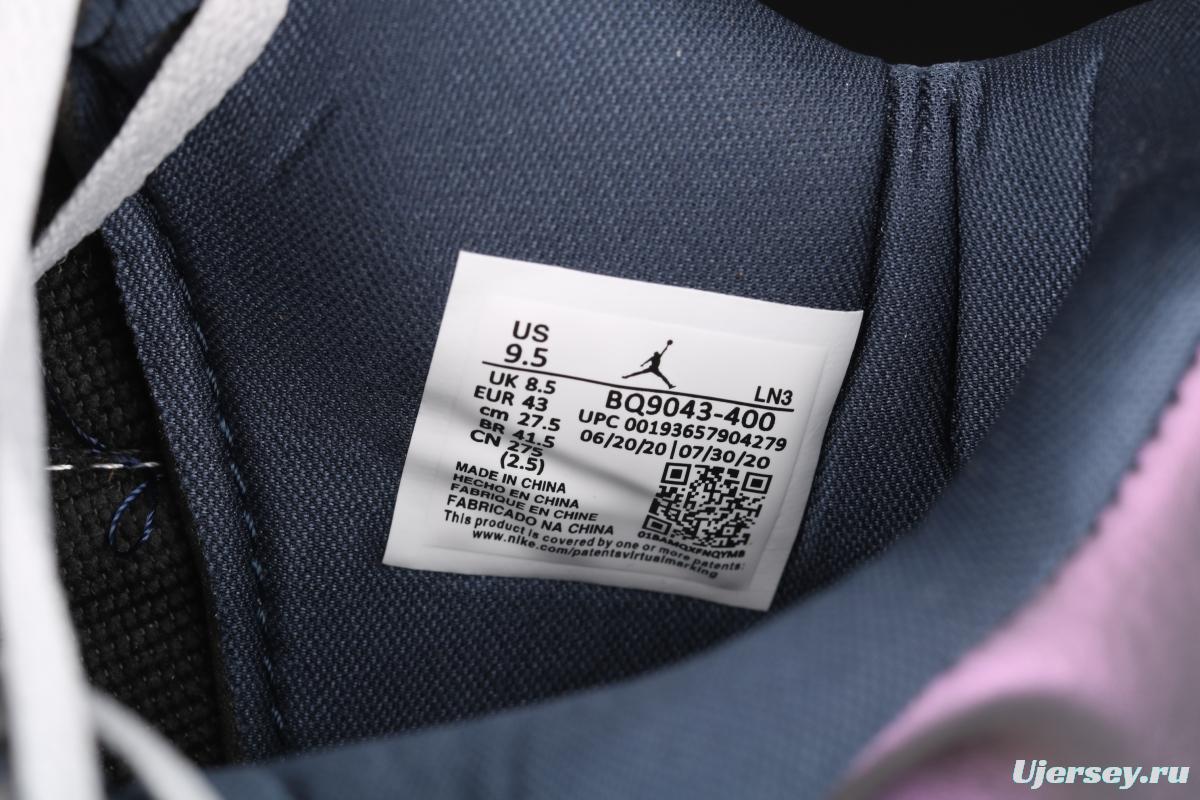 US
9.5
LN3
UK 8.5
EUR 43
cm 27.5
BR 41.5
CN 275
(2.5)
BQ9043-400
UPC 00193657904279
06/20/20 | 07/30/20
MADE IN CHINA
HECHO EN CHINA
FABRIQUE EN CHINE
FABRICADO NA CHINA
01BAMQXFNQYMB
This product is covered by one or more patents:
www.nike.com/patentsvirtualmarking
Ujersey.ru